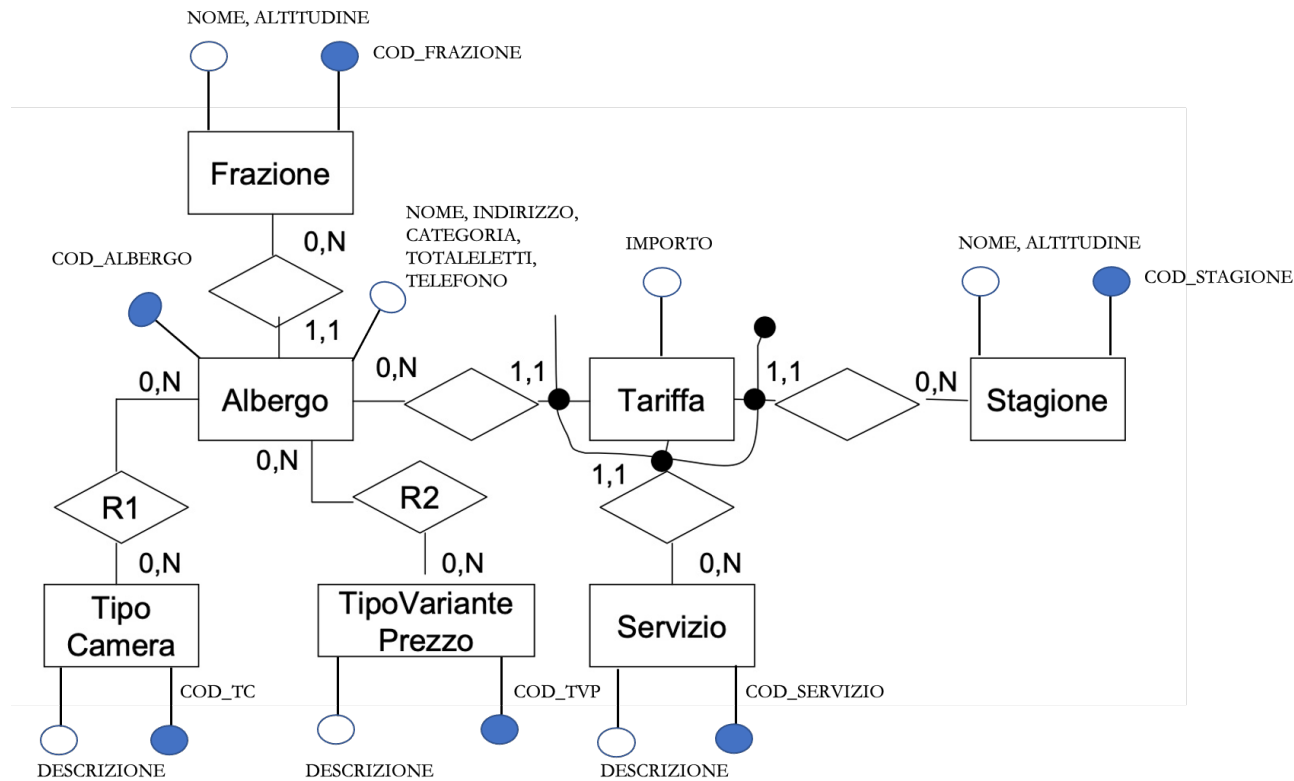 NOME, ALTITUDINE
COD_FRAZIONE
Frazione
0,N
NOME, INDIRIZZO,
CATEGORIA,
TOTALELETTI,
TELEFONO
COD_ALBERGO
IMPORTO
NOME, ALTITUDINE
COD_STAGIONE
1,1
0,N
Albergo
0,N
1,1
Tariffa
1,1
0,N
Stagione
0,N
1,1
R1
R2
0,N
0,N
0,N
Tipo
Camera
TipoVariante
Prezzo
Servizio
COD_TC
COD_TVP
COD_SERVIZIO
DESCRIZIONE
DESCRIZIONE
DESCRIZIONE